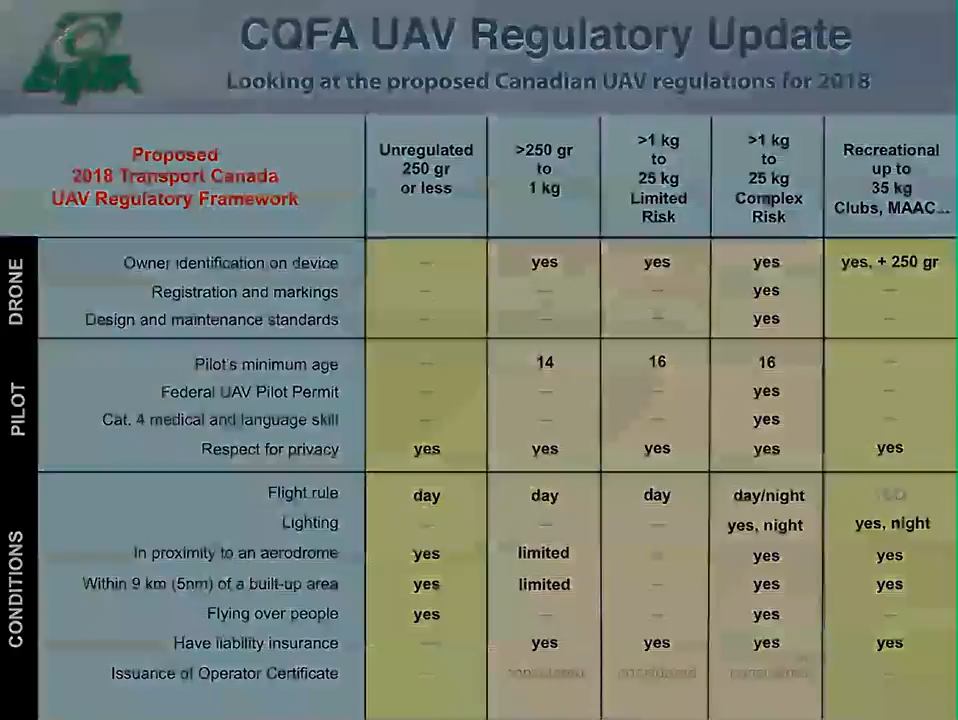 CQFA
CQFA UAV Regulatory Update
Looking at the proposed Canadian UAV regulations for 2018
Proposed
2018 Transport Canada
UAV Regulatory Framework
Unregulated
250 gr
or less
>250 gr
to
1 kg
>1 kg
to
25 kg
Limited
Risk
>1 kg
to
25 kg
Complex
Risk
Recreational
up to
35 kg
Clubs, MAAC...
DRONE
Owner identification on device — yes yes yes yes, + 250 gr
Registration and markings — — — yes —
Design and maintenance standards — — — yes —
PILOT
Pilot's minimum age — 14 16 16 —
Federal UAV Pilot Permit — — — yes —
Cat. 4 medical and language skill — — — yes —
Respect for privacy yes yes yes yes yes
CONDITIONS
Flight rule day day day day/night
Lighting — — — yes, night yes, night
In proximity to an aerodrome yes limited — yes yes
Within 9 km (5nm) of a built-up area yes limited — yes yes
Flying over people yes — — yes —
Have liability insurance — yes yes yes yes
Issuance of Operator Certificate — —